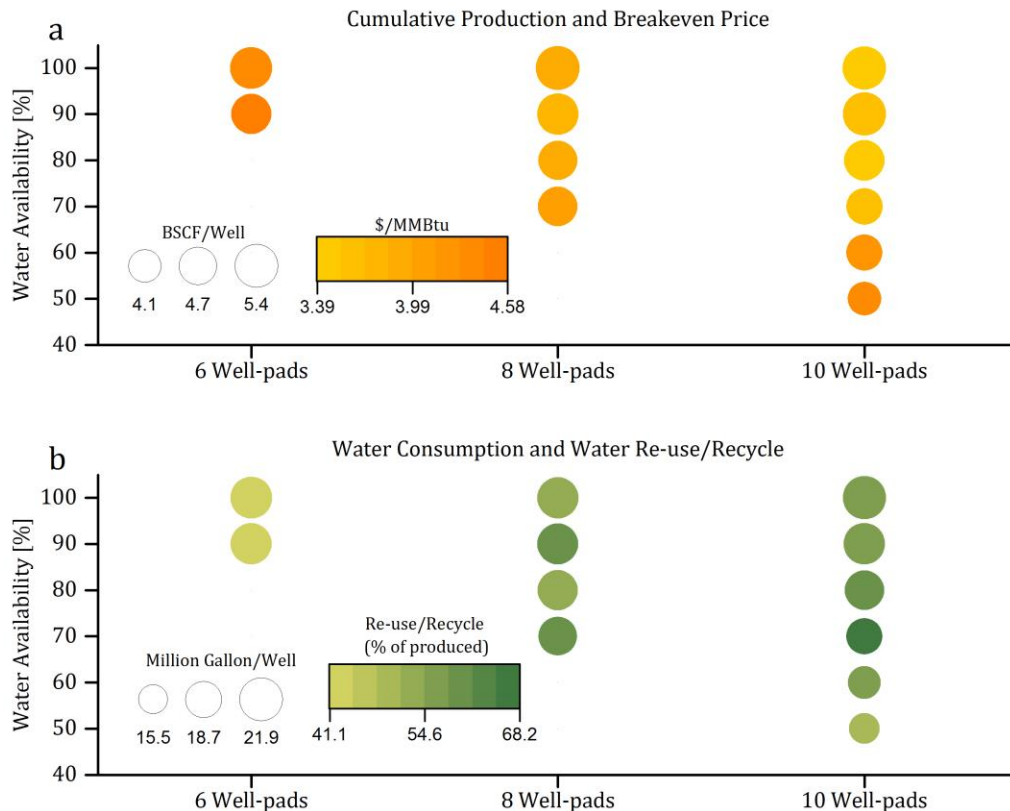 a
Cumulative Production and Breakeven Price
Water Availability [%]
100
90
80
70
60
50
40
BSCF/Well
4.1 4.7 5.4
$/MMBtu
3.39 3.99 4.58
6 Well-pads 8 Well-pads 10 Well-pads
b
Water Consumption and Water Re-use/Recycle
Water Availability [%]
100
90
80
70
60
50
40
Million Gallon/Well
15.5 18.7 21.9
Re-use/Recycle
(% of produced)
41.1 54.6 68.2
6 Well-pads 8 Well-pads 10 Well-pads